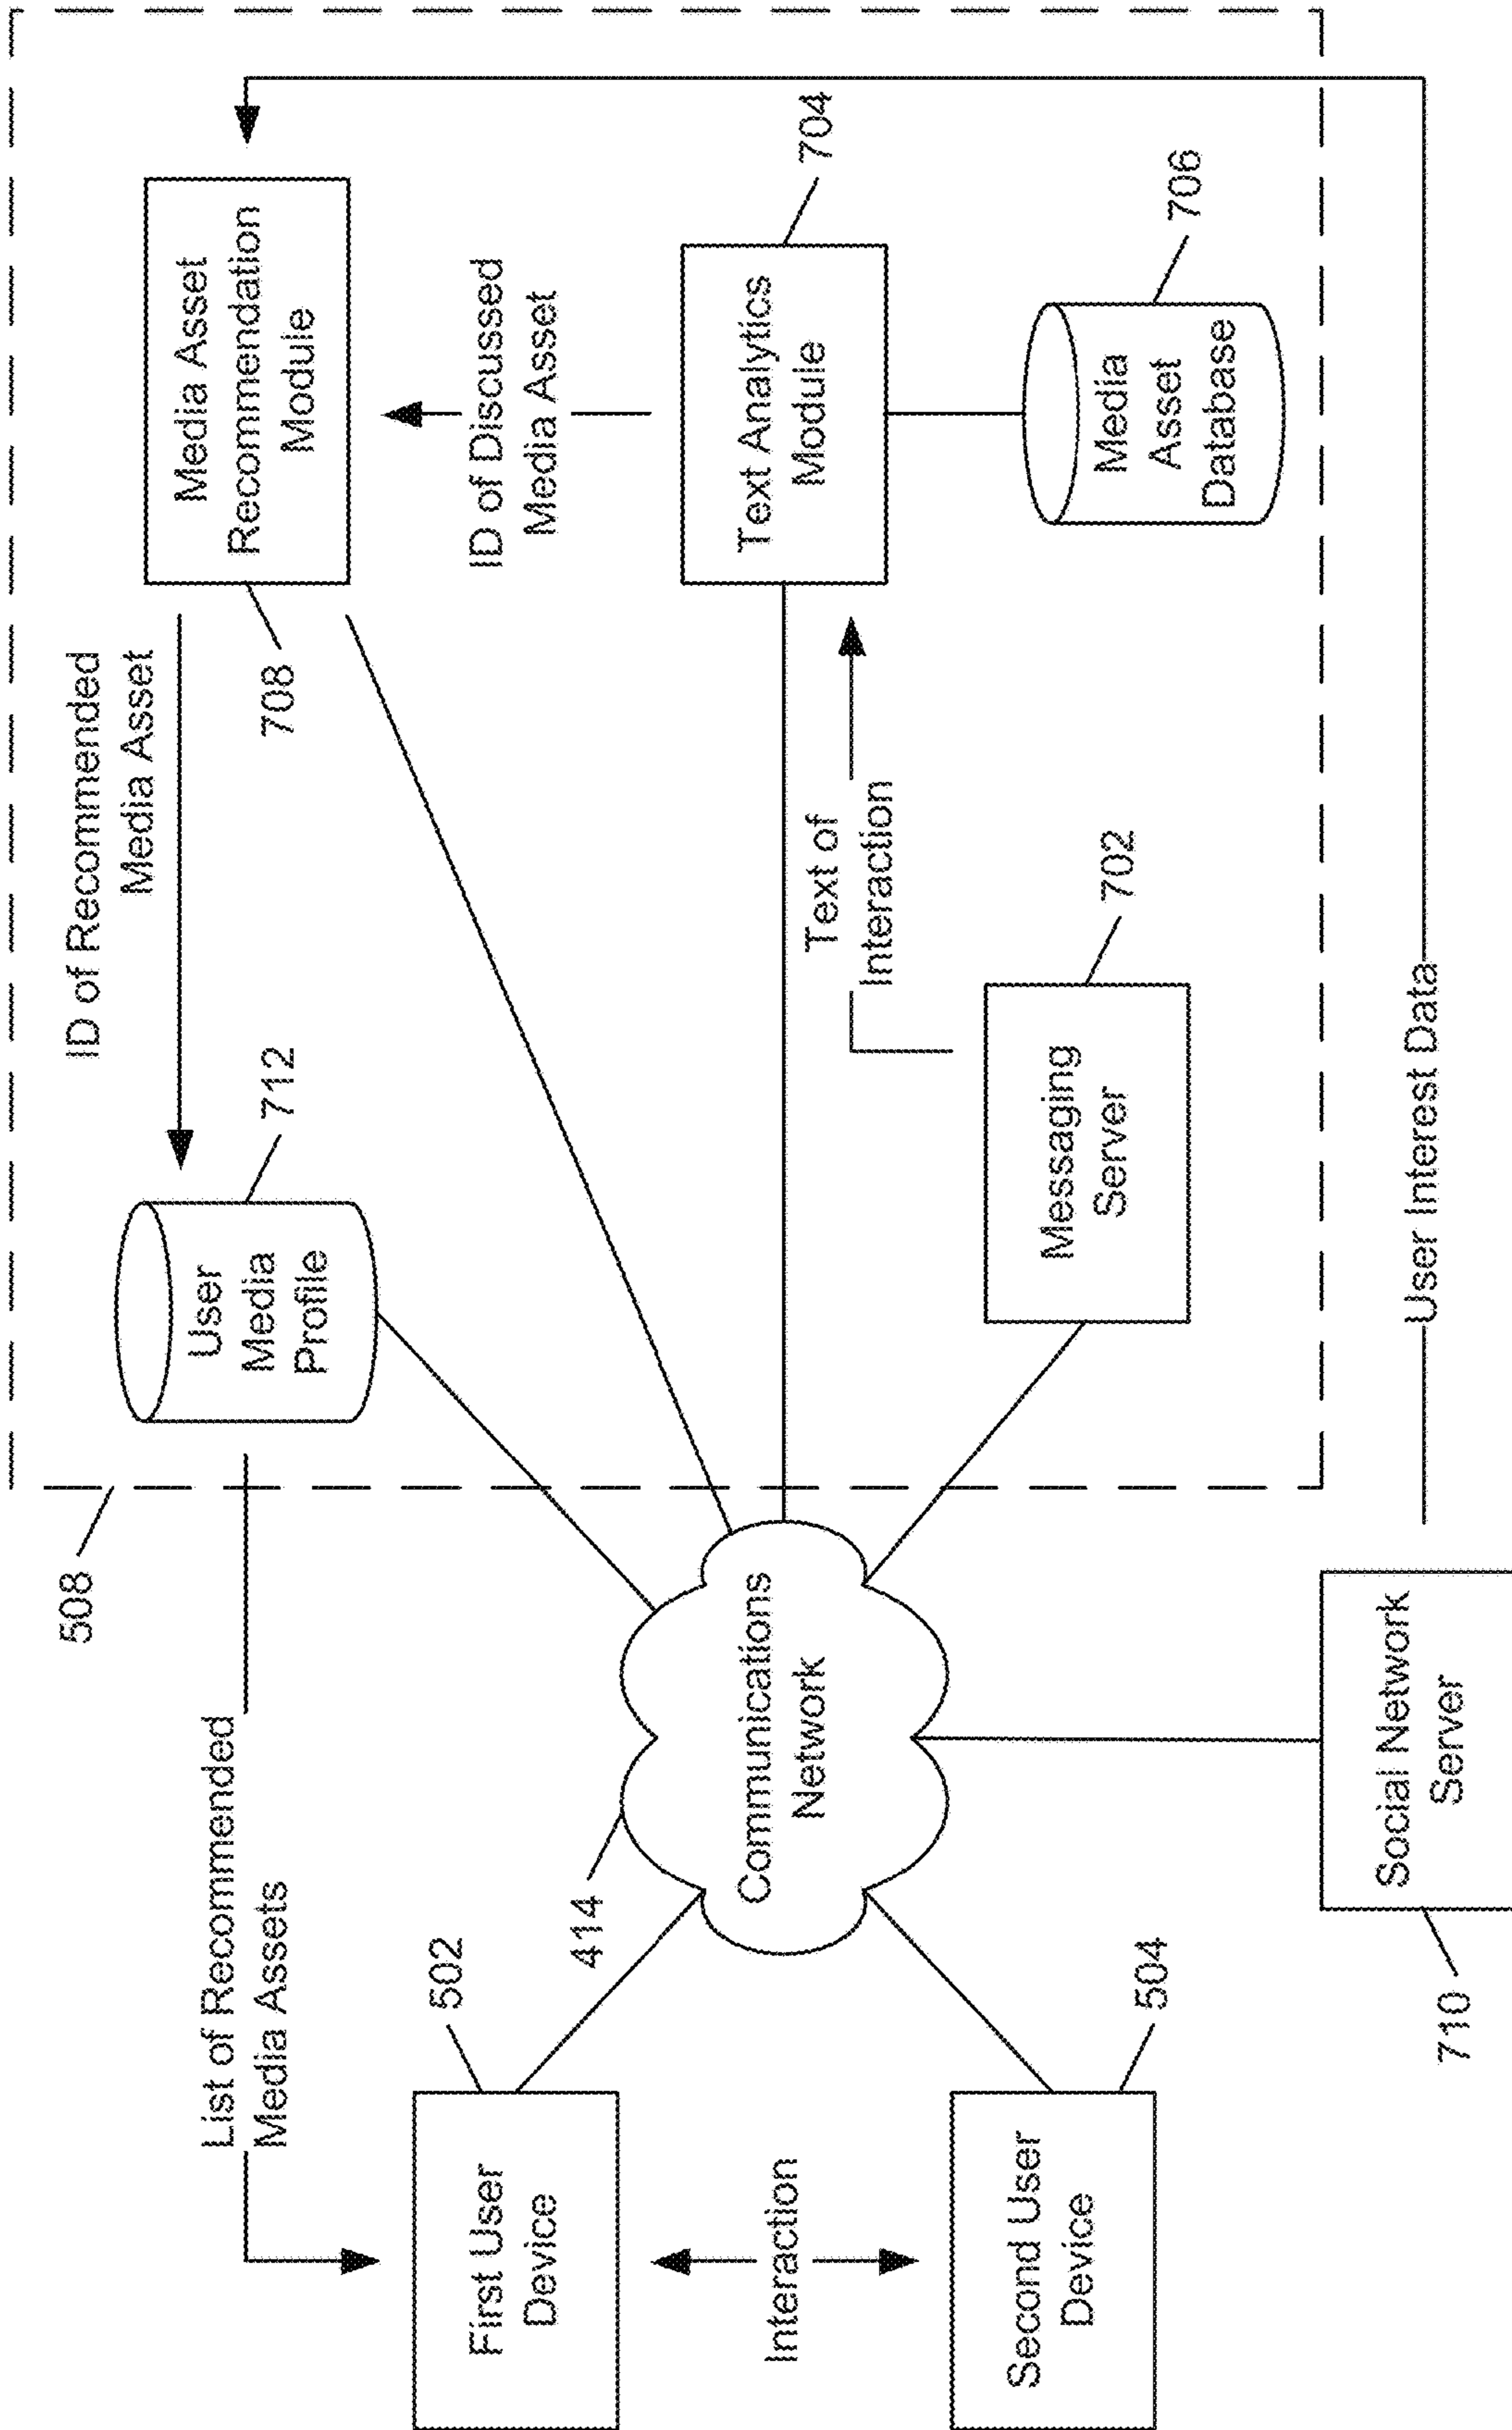 508
List of Recommended
Media Assets
ID of Recommended
Media Asset
User
Media
Profile
712
Media Asset
Recommendation
Module
708
ID of Discussed
Media Asset
First User
Device
502
414
Communications
Network
Interaction
Text of
Interaction
Text Analytics
Module
704
Second User
Device
504
Messaging
Server
702
Media
Asset
Database
706
Social Network
Server
710
User Interest Data